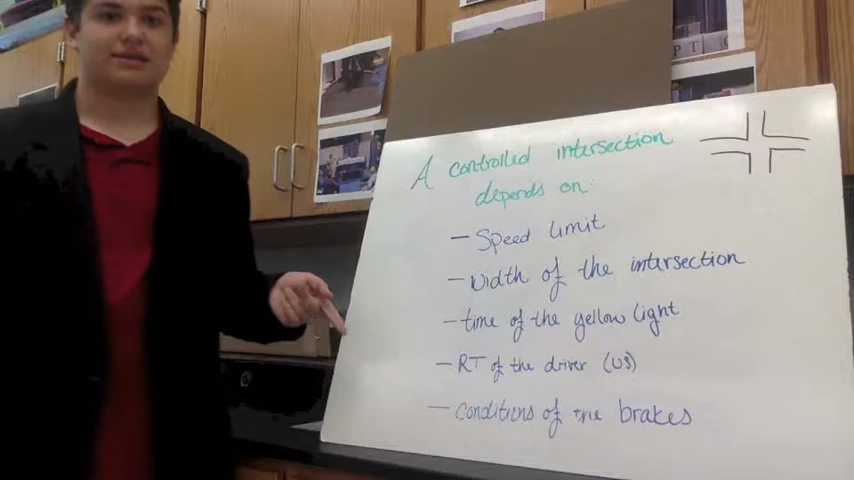 A controlled intersection
depends on:
- Speed limit
- Width of the intersection
- time of the yellow light
- RT of the driver (us)
- Conditions of the brakes